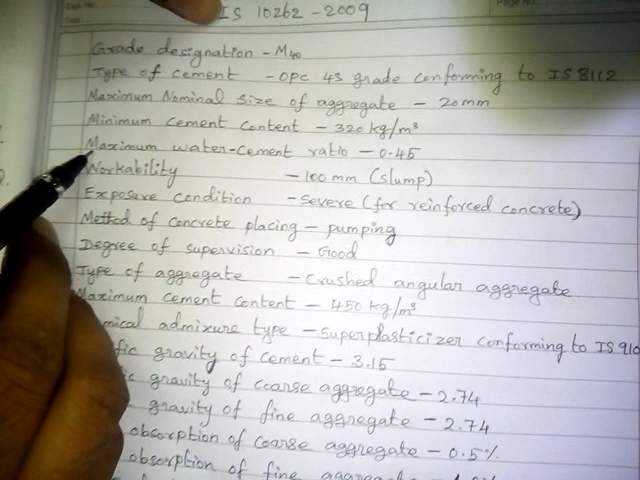 IS 10262-2009
Grade designation - M40
Type of cement - OPC 43 grade conforming to IS 8112
Maximum Nominal size of aggregate - 20mm
Minimum cement content - 320 kg/m³
Maximum water-cement ratio - 0.45
Workability - 100 mm (slump)
Exposure condition - severe (for reinforced concrete)
Method of concrete placing - pumping
Degree of supervision - Good
Type of aggregate - Crushed angular aggregate
Maximum cement content - 450 kg/m³
mical admixure type - superplasticizer conforming to IS 910
fic gravity of cement - 3.15
ic gravity of coarse aggregate - 2.74
gravity of fine aggregate - 2.74
absorption of coarse aggregate - 0.5%
absorption of fine